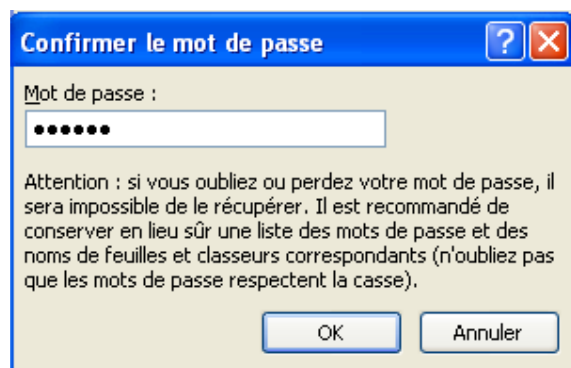 Confirmer le mot de passe
Mot de passe :
••••••
Attention : si vous oubliez ou perdez votre mot de passe, il
sera impossible de le récupérer. Il est recommandé de
conserver en lieu sûr une liste des mots de passe et des
noms de feuilles et classeurs correspondants (n'oubliez pas
que les mots de passe respectent la casse).
OK Annuler